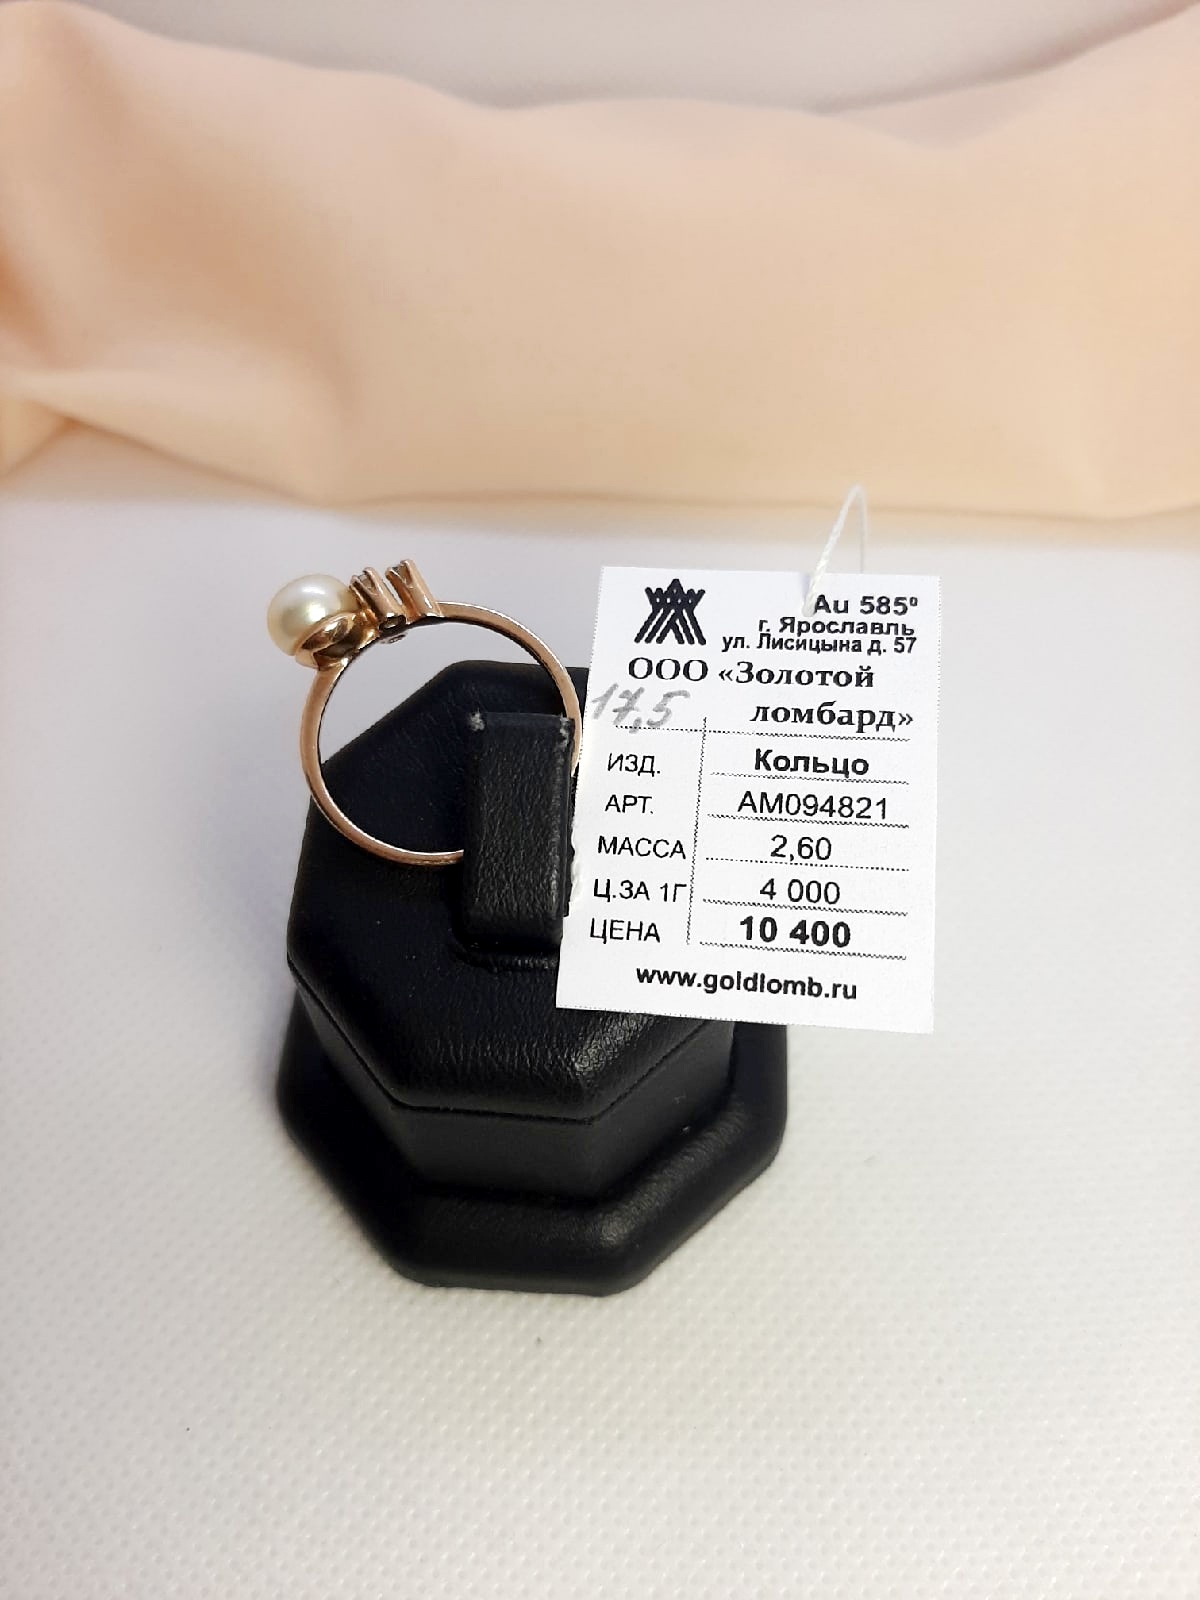 Au 585°
г. Ярославль
ул. Лисицына д. 57
ООО «Золотой
ломбард»
17,5
ИЗД. Кольцо
АРТ. АМ094821
МАССА 2,60
Ц.ЗА 1Г 4 000
ЦЕНА 10 400
www.goldlomb.ru